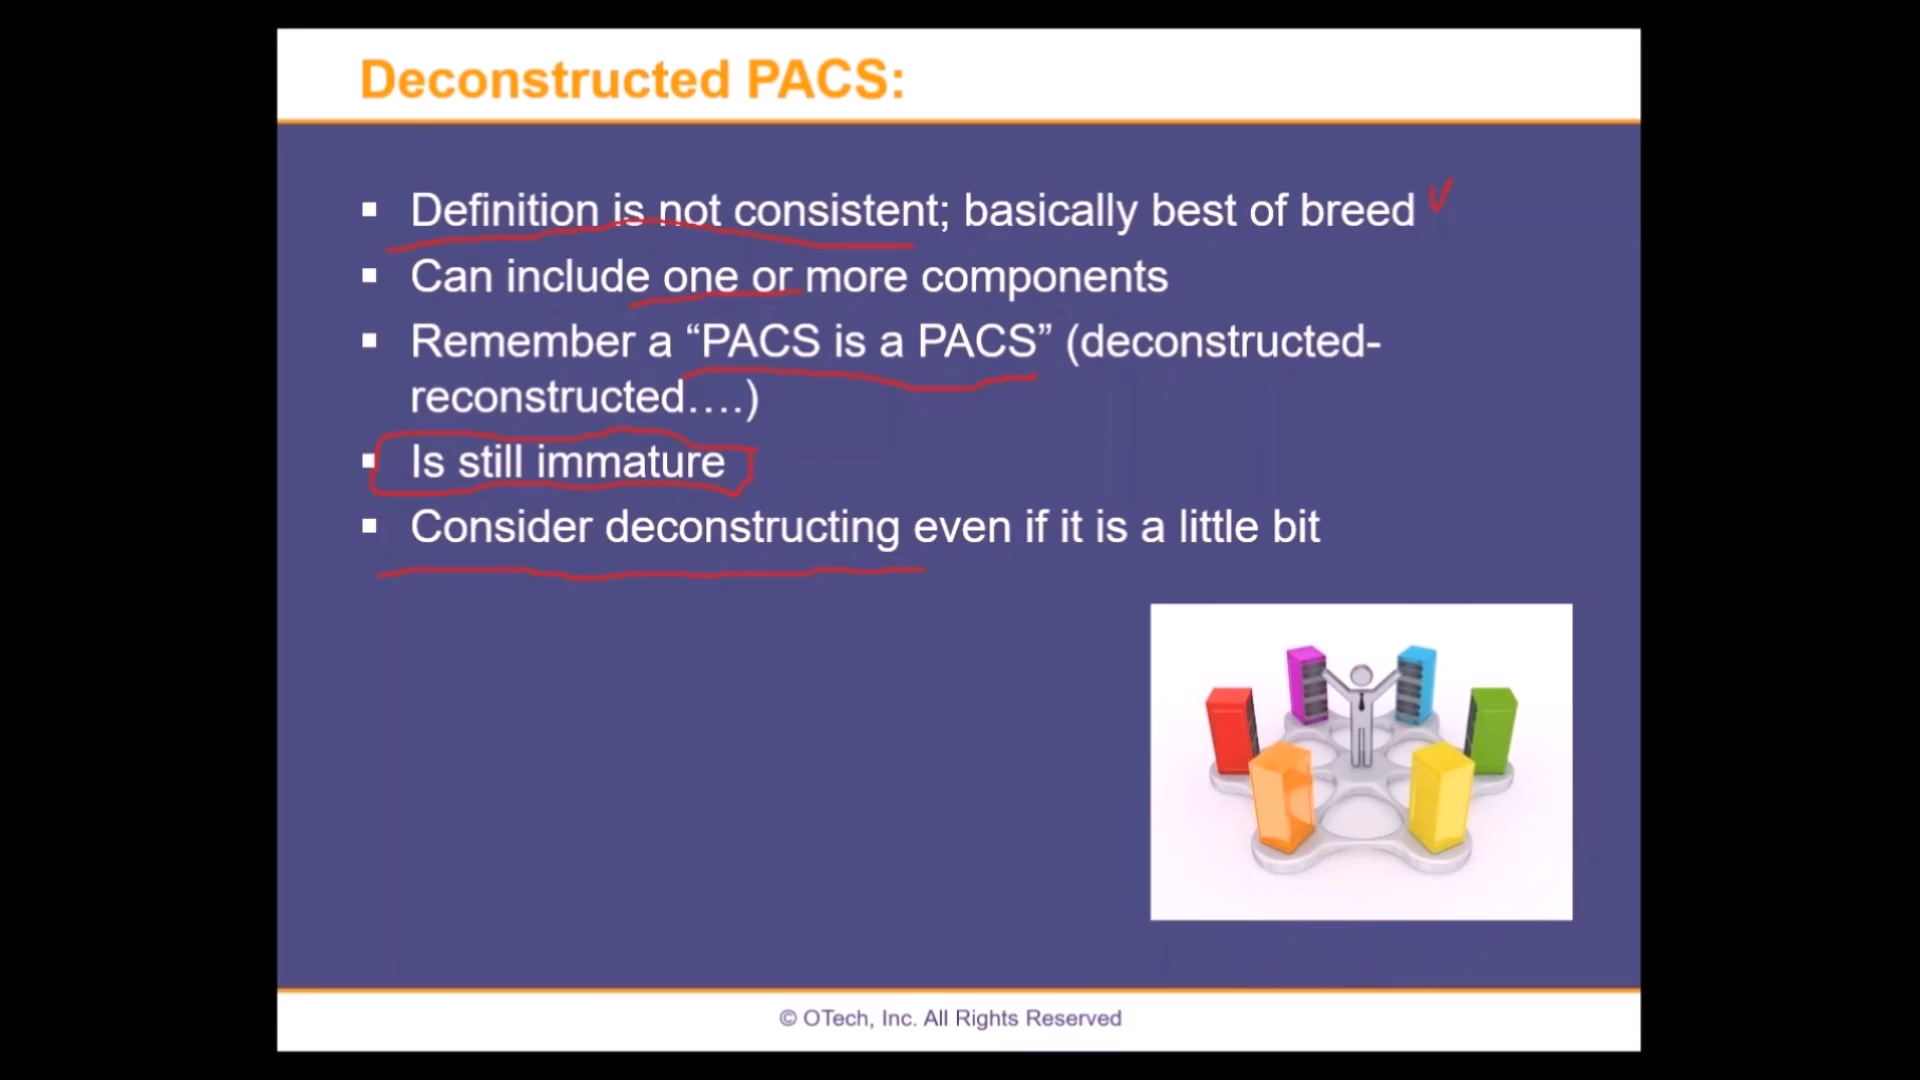 Deconstructed PACS:
▪ Definition is not consistent; basically best of breed
▪ Can include one or more components
▪ Remember a “PACS is a PACS” (deconstructed-
reconstructed….)
▪ Is still immature
▪ Consider deconstructing even if it is a little bit
© OTech, Inc. All Rights Reserved